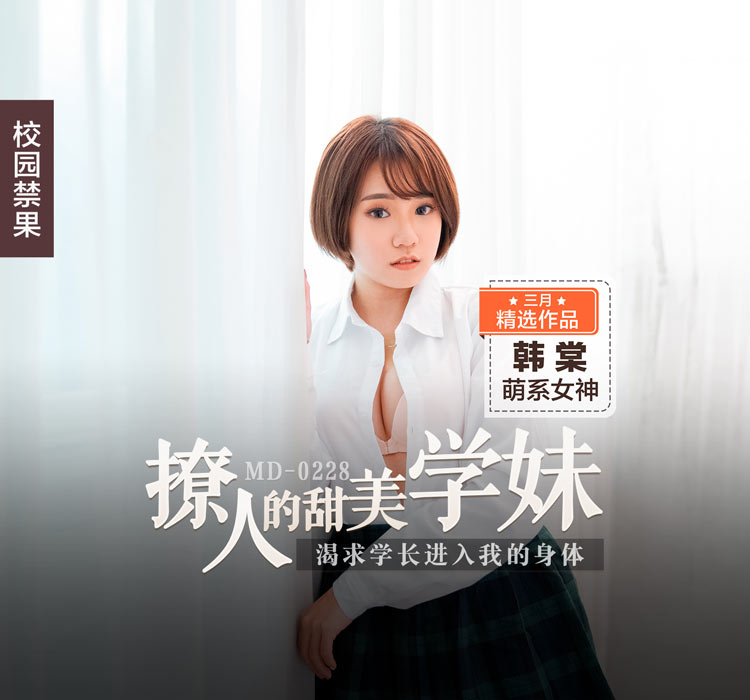 校园禁果
★三月★
精选作品
韩棠
萌系女神
MD-0228
撩人的甜美学妹
渴求学长进入我的身体